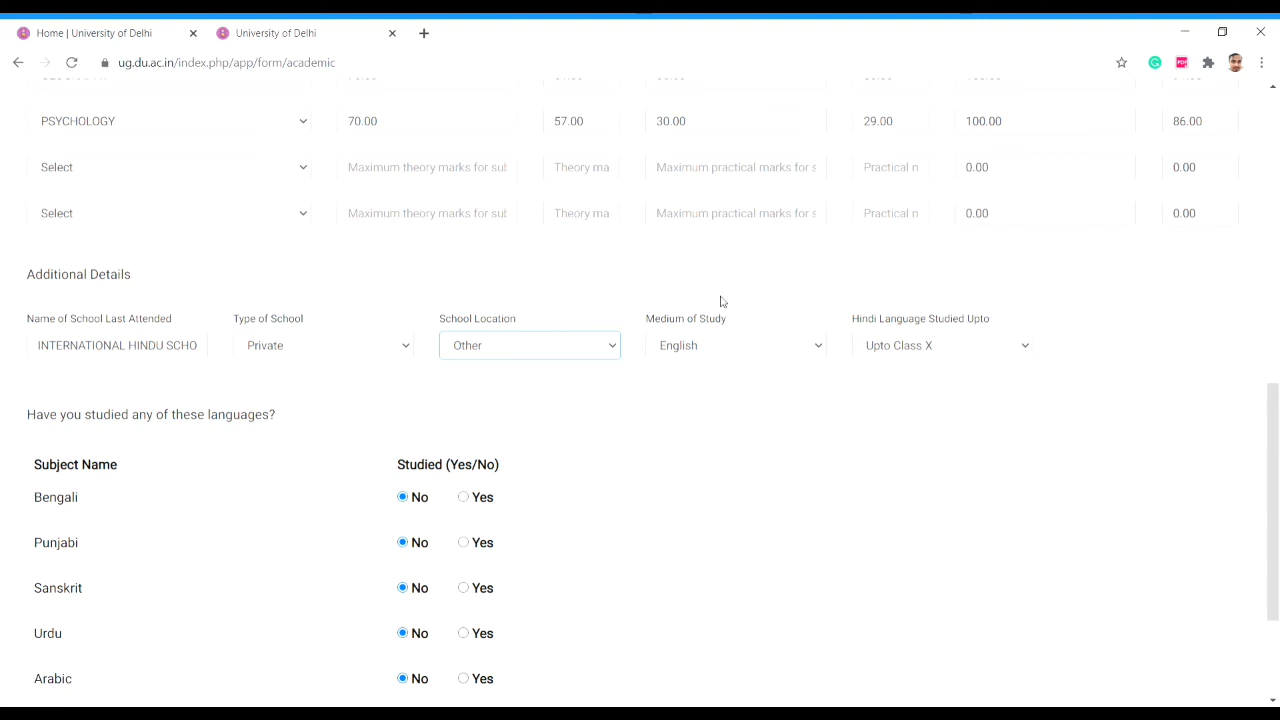 Home | University of Delhi
University of Delhi
ug.du.ac.in/index.php/app/form/academic
PSYCHOLOGY 70.00 57.00 30.00 29.00 100.00 86.00
Select Maximum theory marks for sub Theory ma Maximum practical marks for s Practical n 0.00 0.00
Select Maximum theory marks for sub Theory ma Maximum practical marks for s Practical n 0.00 0.00
Additional Details
Name of School Last Attended Type of School School Location Medium of Study Hindi Language Studied Upto
INTERNATIONAL HINDU SCHO Private Other English Upto Class X
Have you studied any of these languages?
Subject Name Studied (Yes/No)
Bengali No Yes
Punjabi No Yes
Sanskrit No Yes
Urdu No Yes
Arabic No Yes